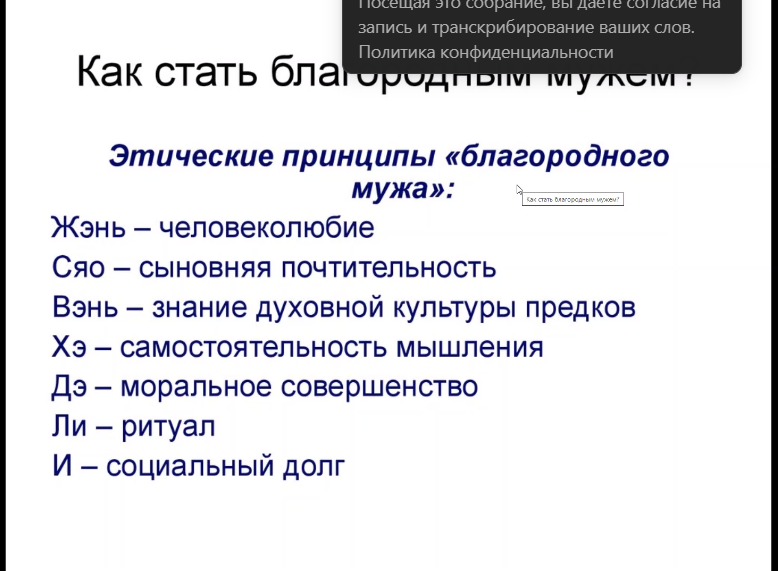 Посещая это собрание, вы даете согласие на
запись и транскрибирование ваших слов.
Политика конфиденциальности
Как стать благородным мужем?
Этические принципы «благородного
мужа»:
Как стать благородным мужем?
Жэнь – человеколюбие
Сяо – сыновняя почтительность
Вэнь – знание духовной культуры предков
Хэ – самостоятельность мышления
Дэ – моральное совершенство
Ли – ритуал
И – социальный долг